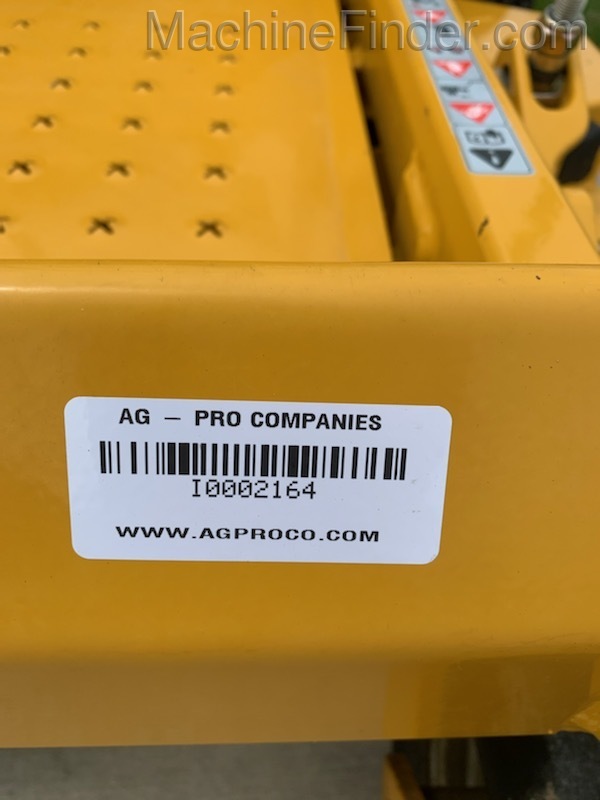 MachineFinder.com
AG – PRO COMPANIES
I0002164
WWW.AGPROCO.COM